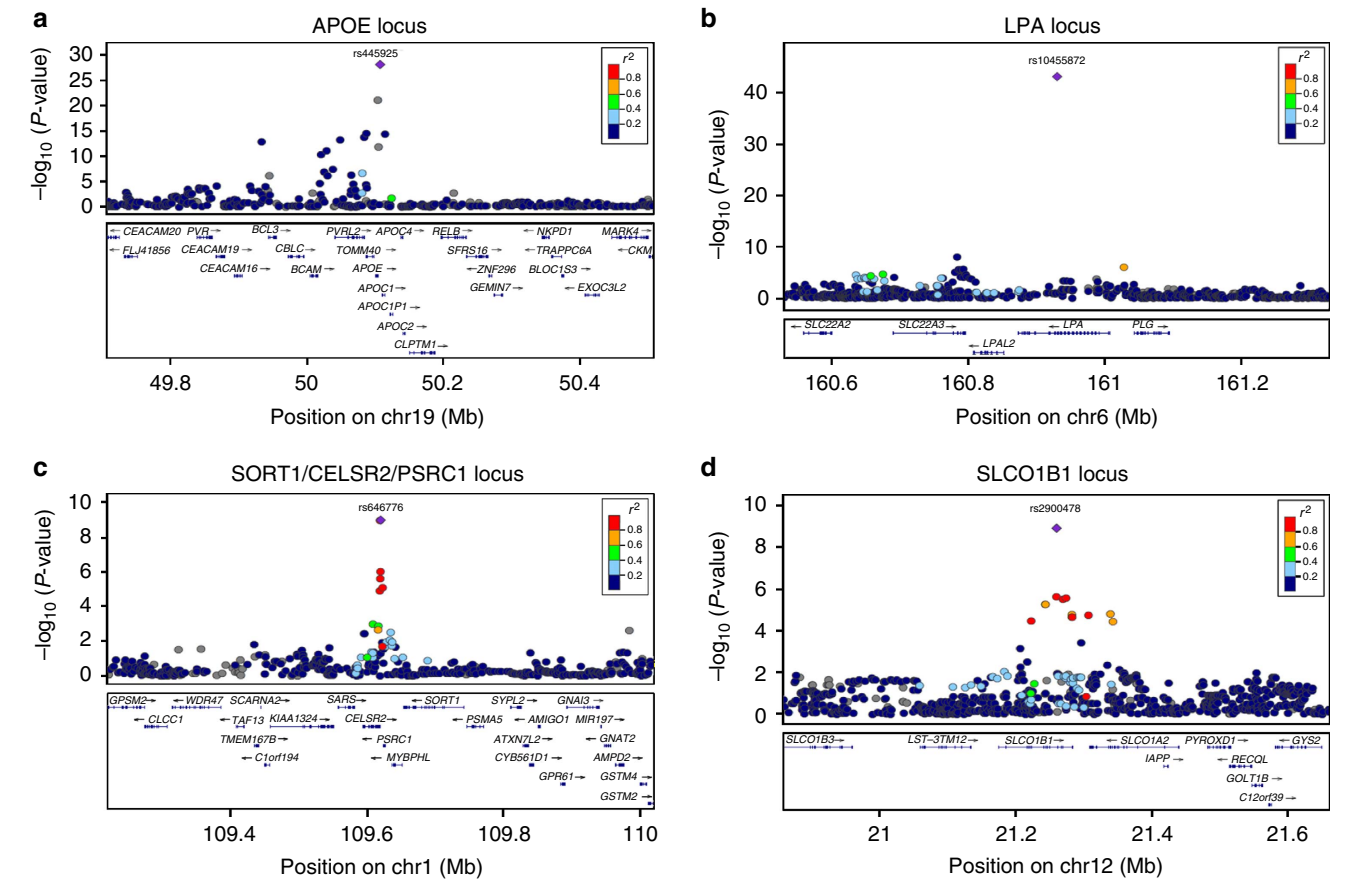 a
APOE locus
rs445925
r2
0.8
0.6
0.4
0.2
30
25
20
15
10
5
0
−log10 (P-value)
CEACAM20 PVR BCL3 PVRL2 APOC4 RELB NKPD1 MARK4
FLJ41856 CEACAM19 CBLC TOMM40 SFRS16 TRAPPC6A CKM
CEACAM16 BCAM APOE ZNF296 BLOC1S3
APOC1 GEMIN7 EXOC3L2
APOC1P1
APOC2
CLPTM1
49.8 50 50.2 50.4
Position on chr19 (Mb)
b
LPA locus
rs10455872
r2
0.8
0.6
0.4
0.2
40
30
20
10
0
−log10 (P-value)
SLC22A2 SLC22A3 LPA PLG
LPAL2
160.6 160.8 161 161.2
Position on chr6 (Mb)
c
SORT1/CELSR2/PSRC1 locus
rs646776
r2
0.8
0.6
0.4
0.2
10
8
6
4
2
0
−log10 (P-value)
GPSM2 WDR47 SCARNA2 SARS SORT1 SYPL2 GNAI3
CLCC1 TAF13 KIAA1324 CELSR2 PSMA5 AMIGO1 MIR197
TMEM167B PSRC1 ATXN7L2 GNAT2
C1orf194 MYBPHL CYB561D1 AMPD2
GPR61 GSTM4
GSTM2
109.4 109.6 109.8 110
Position on chr1 (Mb)
d
SLCO1B1 locus
rs2900478
r2
0.8
0.6
0.4
0.2
10
8
6
4
2
0
−log10 (P-value)
SLCO1B3 LST−3TM12 SLCO1B1 SLCO1A2 PYROXD1 GYS2
IAPP RECQL
GOLT1B
C12orf39
21 21.2 21.4 21.6
Position on chr12 (Mb)